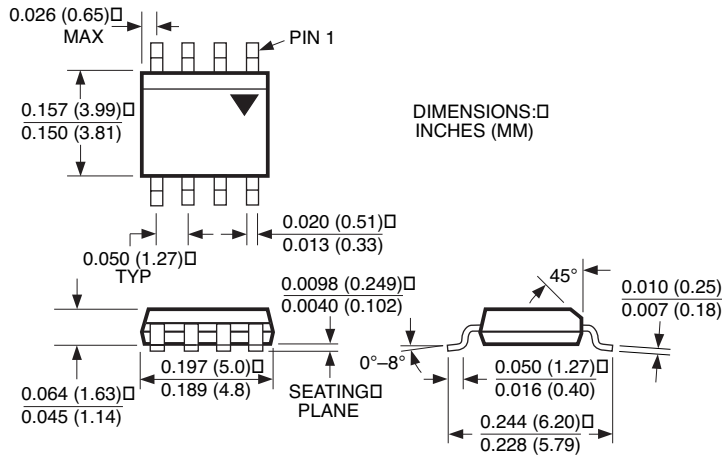 0.026 (0.65)□
MAX
PIN 1
0.157 (3.99)□
0.150 (3.81)
DIMENSIONS:□
INCHES (MM)
0.020 (0.51)□
0.013 (0.33)
0.050 (1.27)□
TYP
0.0098 (0.249)□
0.0040 (0.102)
45°
0.010 (0.25)
0.007 (0.18)
0°–8°
0.197 (5.0)□
0.189 (4.8)
SEATING□
PLANE
0.050 (1.27)□
0.016 (0.40)
0.064 (1.63)□
0.045 (1.14)
0.244 (6.20)□
0.228 (5.79)